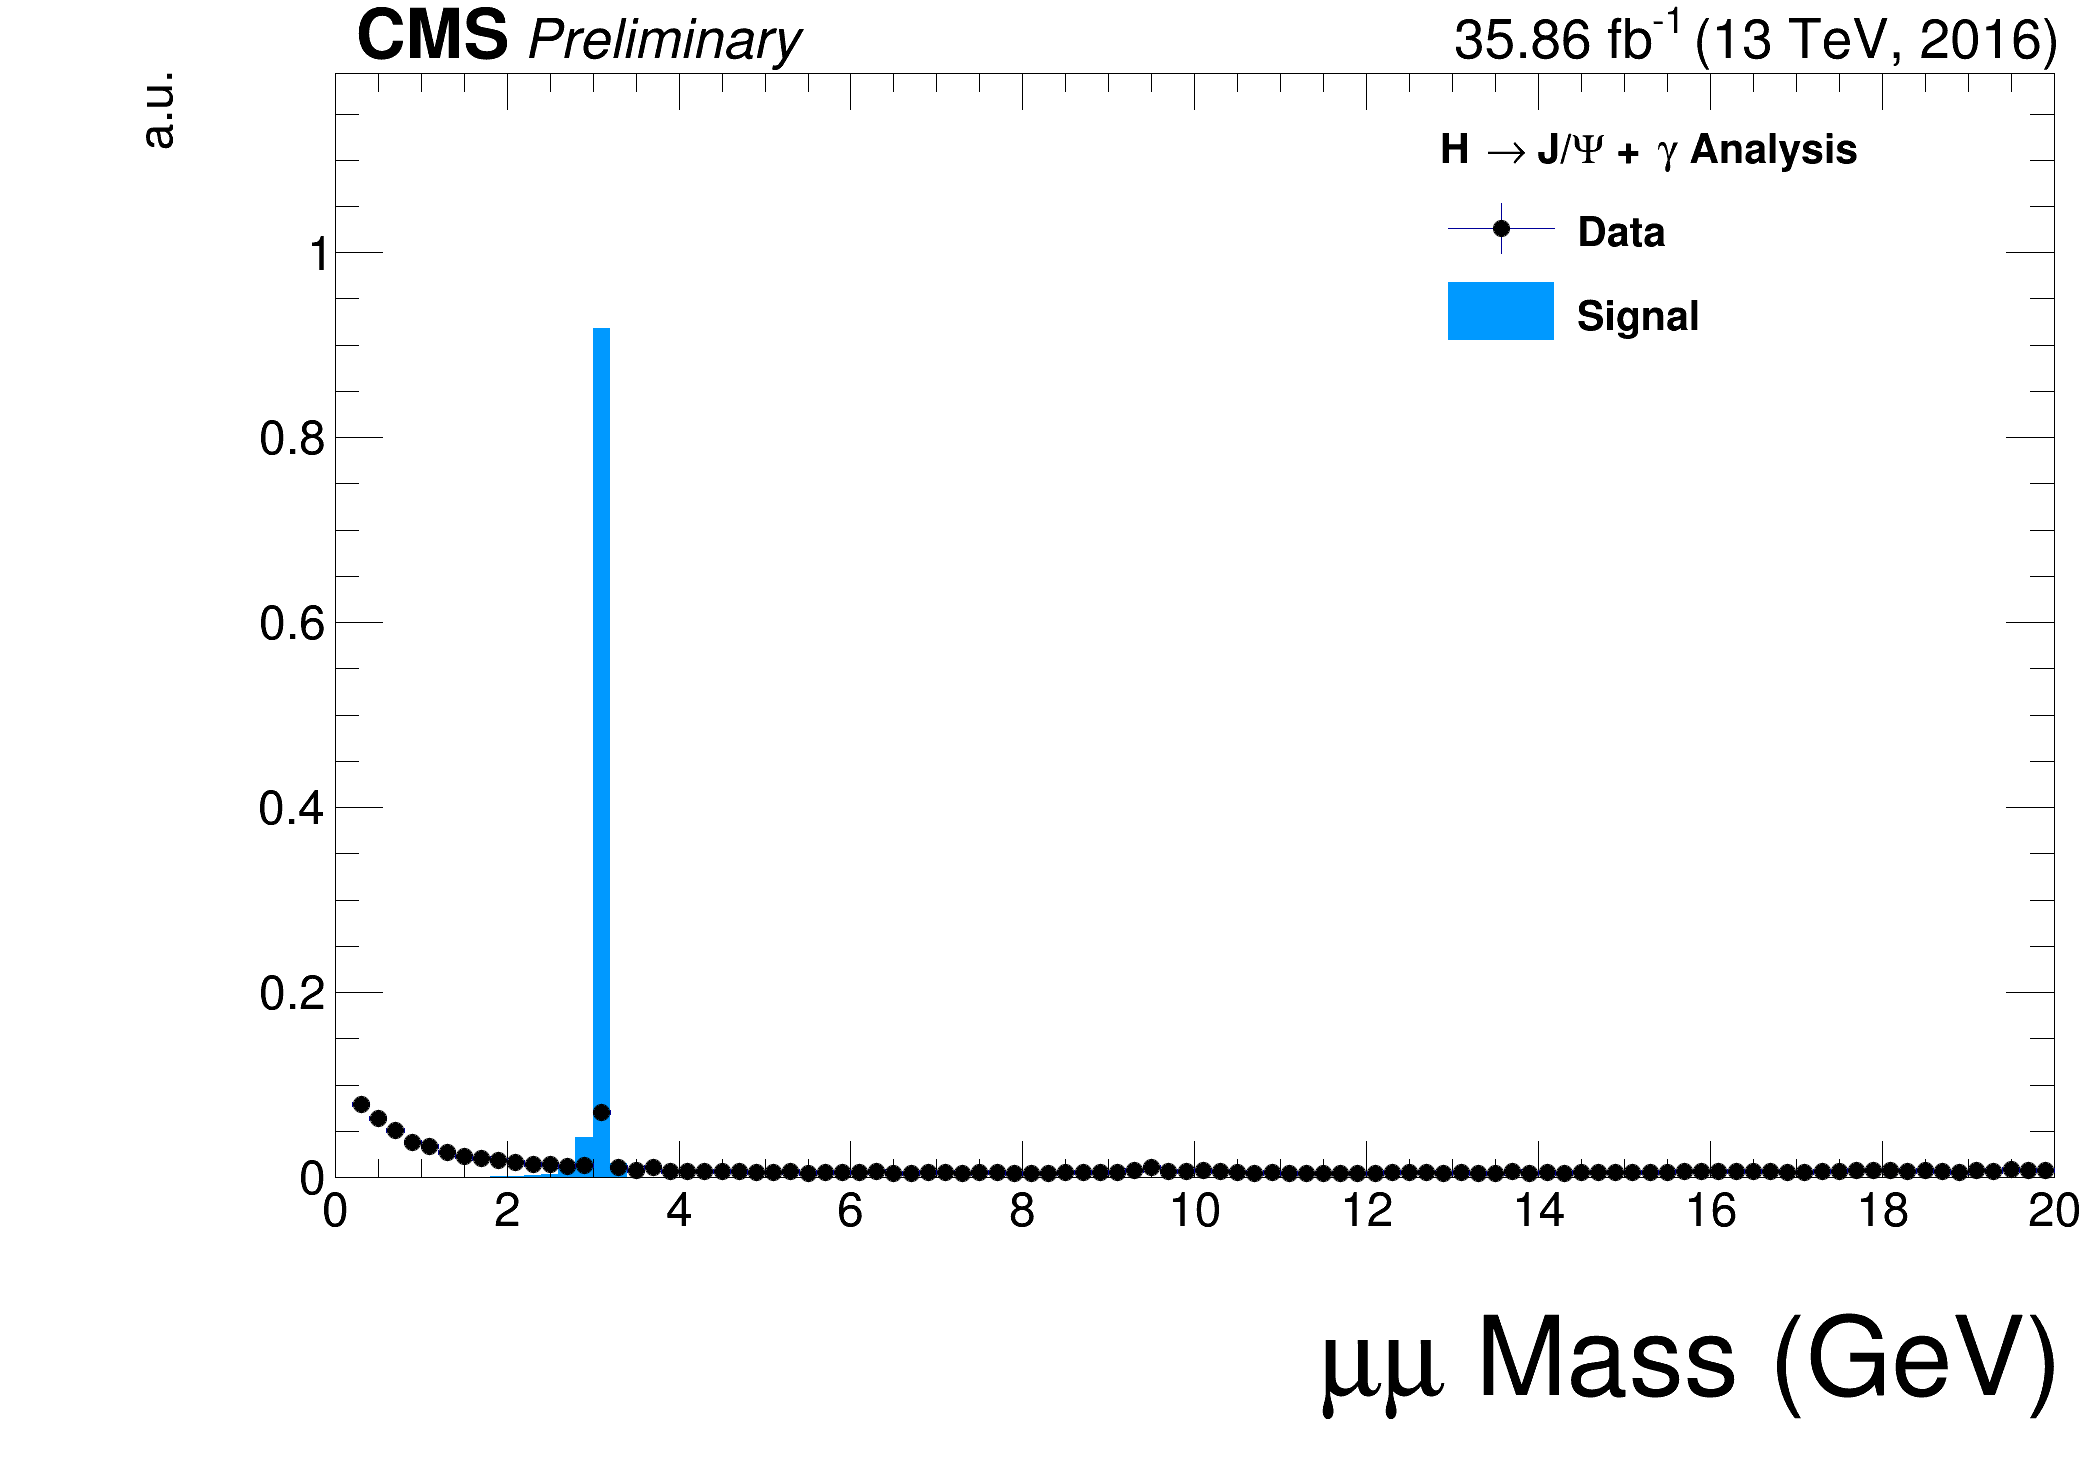 CMS Preliminary
35.86 fb-1 (13 TeV, 2016)
a.u.
H → J/Ψ + γ Analysis
Data
Signal
1
0.8
0.6
0.4
0.2
0
0 2 4 6 8 10 12 14 16 18 20
μμ Mass (GeV)